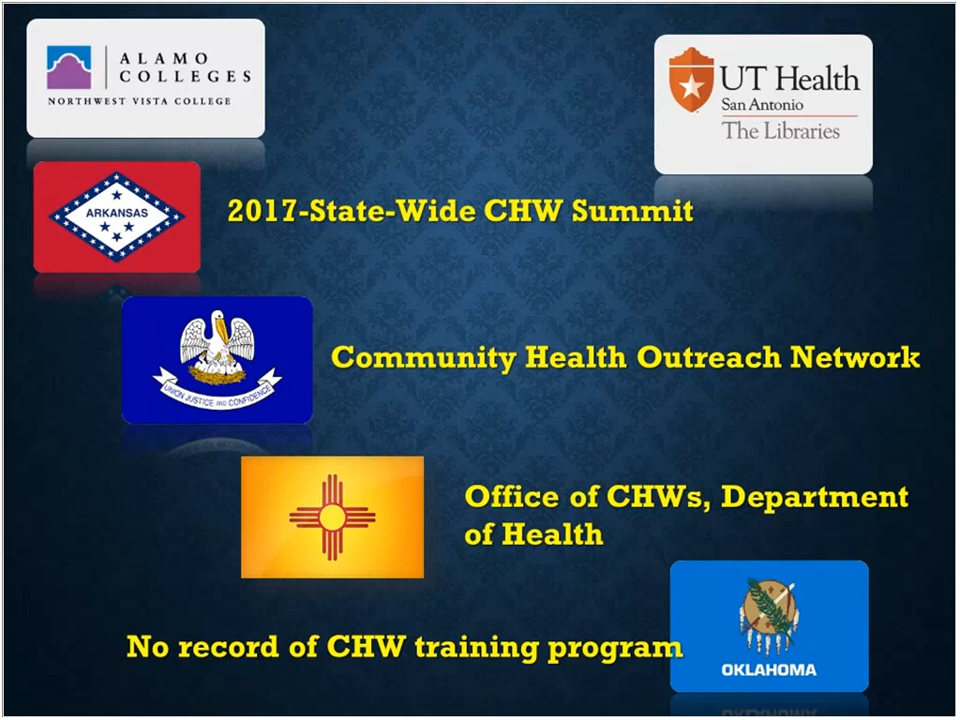 ALAMO
COLLEGES
NORTHWEST VISTA COLLEGE
UT Health
San Antonio
The Libraries
ARKANSAS
2017-State-Wide CHW Summit
UNION JUSTICE AND CONFIDENCE
Community Health Outreach Network
Office of CHWs, Department
of Health
No record of CHW training program
OKLAHOMA